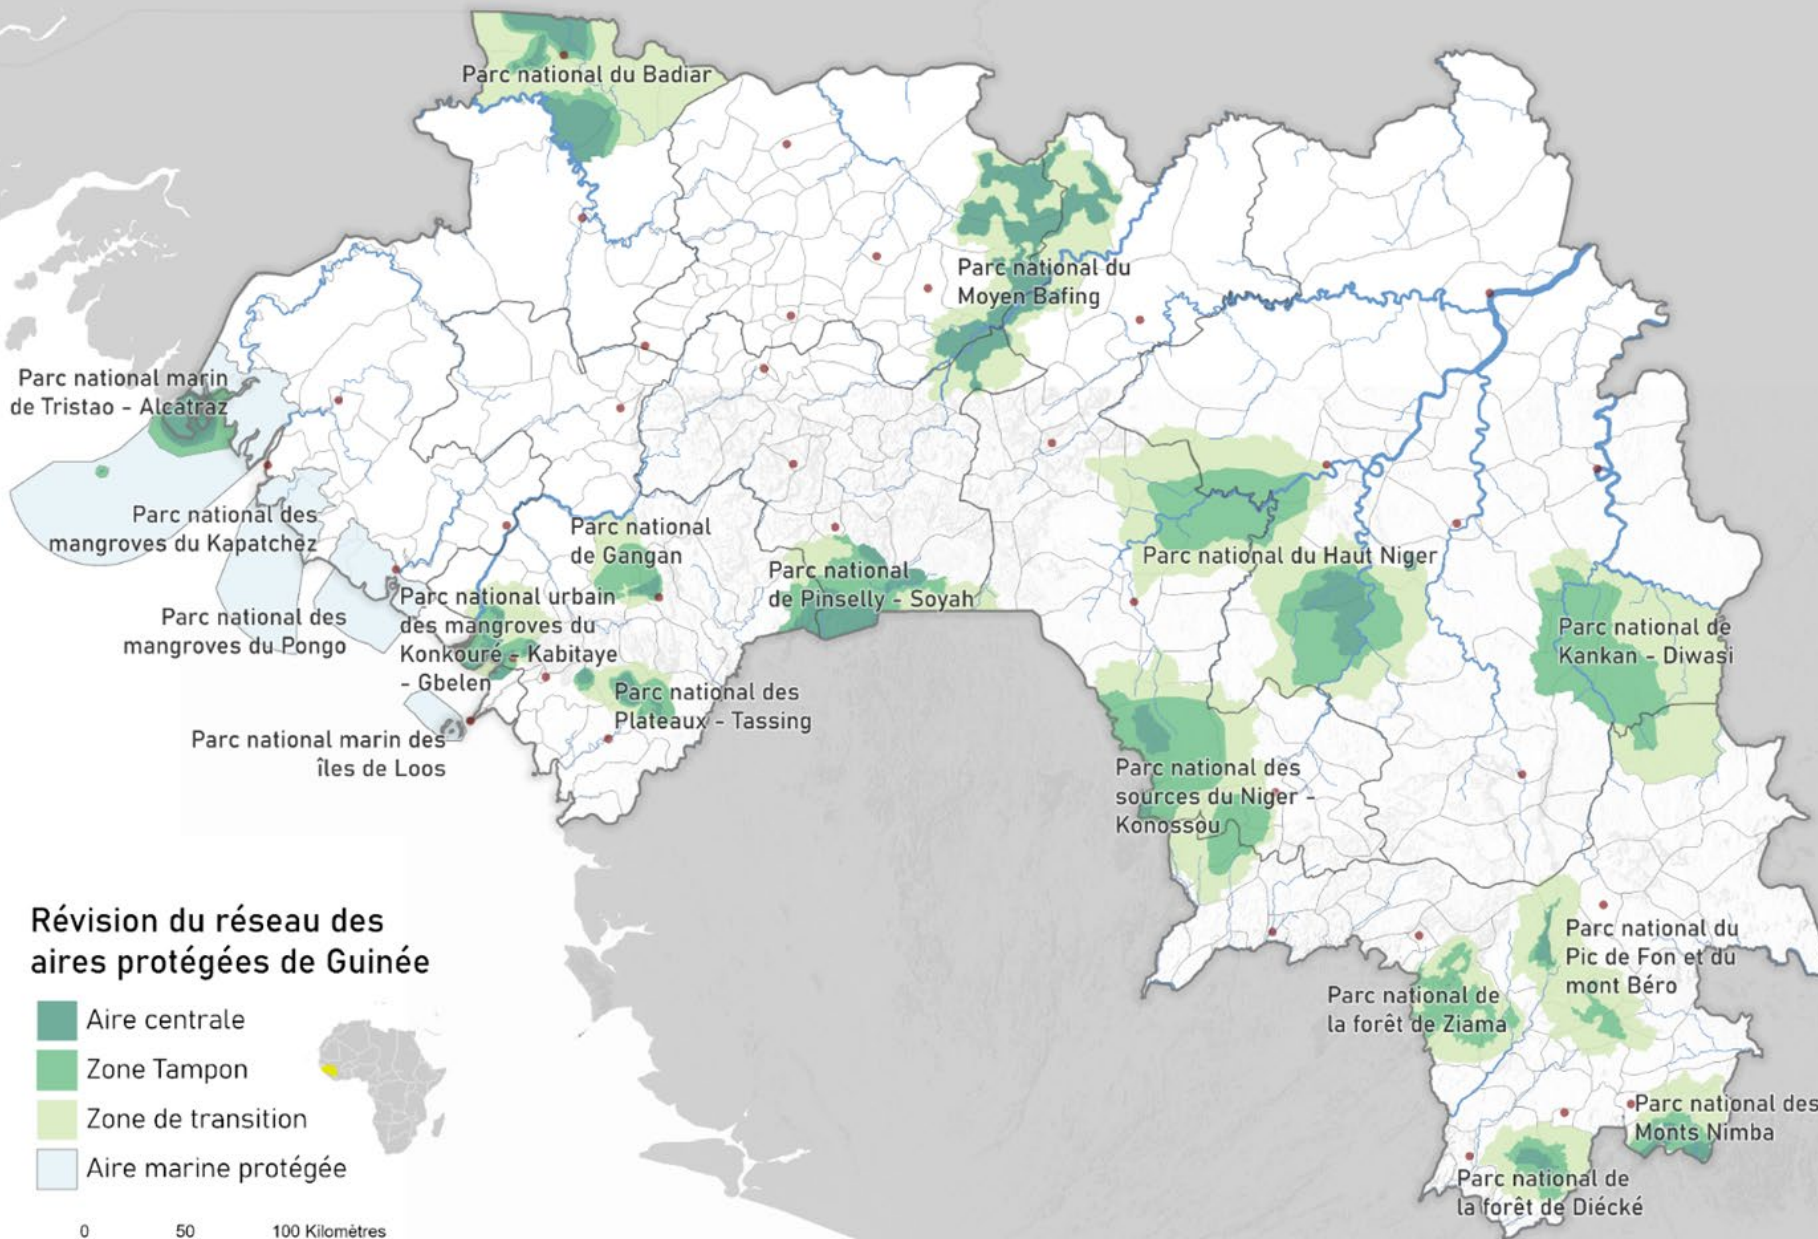 Parc national du Badiar
Parc national du
Moyen Bafing
Parc national marin
de Tristao - Alcatraz
Parc national des
mangroves du Kapatchez
Parc national
de Gangan
Parc national
de Pinselly - Soyah
Parc national du Haut Niger
Parc national urbain
des mangroves du
Konkouré - Kabitaye
- Gbelen
Parc national des
mangroves du Pongo
Parc national de
Kankan - Diwasi
Parc national des
Plateaux - Tassing
Parc national marin des
îles de Loos
Parc national des
sources du Niger -
Konossou
Révision du réseau des
aires protégées de Guinée
Aire centrale
Zone Tampon
Zone de transition
Aire marine protégée
0 50 100 Kilomètres
Parc national du
Pic de Fon et du
mont Béro
Parc national de
la forêt de Ziama
Parc national des
Monts Nimba
Parc national de
la forêt de Diécké